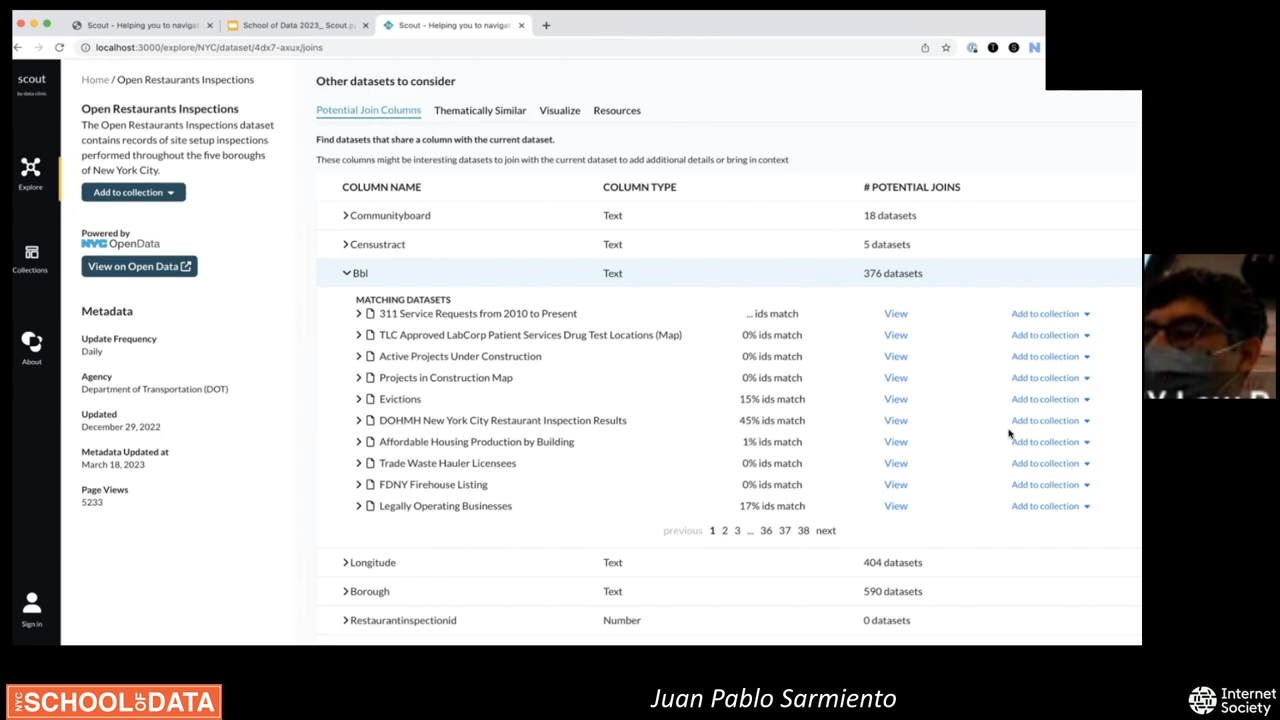 Scout - Helping you to navigat
School of Data 2023_ Scout.p
Scout - Helping you to navigat
localhost:3000/explore/NYC/dataset/4dx7-axux/joins
scout
by data clinic
Explore
Collections
About
Sign in
Home / Open Restaurants Inspections
Open Restaurants Inspections
The Open Restaurants Inspections dataset
contains records of site setup inspections
performed throughout the five boroughs
of New York City.
Add to collection
Powered by
NYC OpenData
View on Open Data
Metadata
Update Frequency
Daily
Agency
Department of Transportation (DOT)
Updated
December 29, 2022
Metadata Updated at
March 18, 2023
Page Views
5233
Other datasets to consider
Potential Join Columns Thematically Similar Visualize Resources
Find datasets that share a column with the current dataset.
These columns might be interesting datasets to join with the current dataset to add additional details or bring in context
COLUMN NAME COLUMN TYPE # POTENTIAL JOINS
Communityboard Text 18 datasets
Censustract Text 5 datasets
Bbl Text 376 datasets
MATCHING DATASETS
311 Service Requests from 2010 to Present ... ids match View Add to collection
TLC Approved LabCorp Patient Services Drug Test Locations (Map) 0% ids match View Add to collection
Active Projects Under Construction 0% ids match View Add to collection
Projects in Construction Map 0% ids match View Add to collection
Evictions 15% ids match View Add to collection
DOHMH New York City Restaurant Inspection Results 45% ids match View Add to collection
Affordable Housing Production by Building 1% ids match View Add to collection
Trade Waste Hauler Licensees 0% ids match View Add to collection
FDNY Firehouse Listing 0% ids match View Add to collection
Legally Operating Businesses 17% ids match View Add to collection
previous 1 2 3 ... 36 37 38 next
Longitude Text 404 datasets
Borough Text 590 datasets
Restaurantinspectionid Number 0 datasets
NYC SCHOOL OF DATA
Juan Pablo Sarmiento
Internet
Society